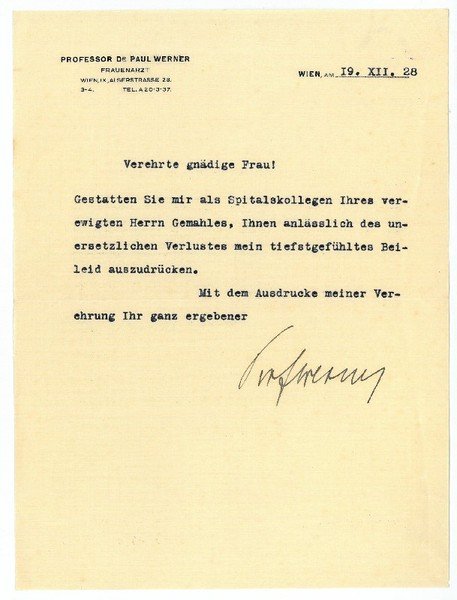 PROFESSOR DR. PAUL WERNER
FRAUENARZT
WIEN, IX., ALSERSTRASSE 28.
3-4. TEL. A 20-3-37.
WIEN, AM 19. XII. 28
Verehrte gnädige Frau!
Gestatten Sie mir als Spitalskollegen Ihres ver-
ewigten Herrn Gemahles, Ihnen anlässlich des un-
ersetzlichen Verlustes mein tiefstgefühltes Bei-
leid auszudrücken.
Mit dem Ausdrucke meiner Ver-
ehrung Ihr ganz ergebener
Prof Werner